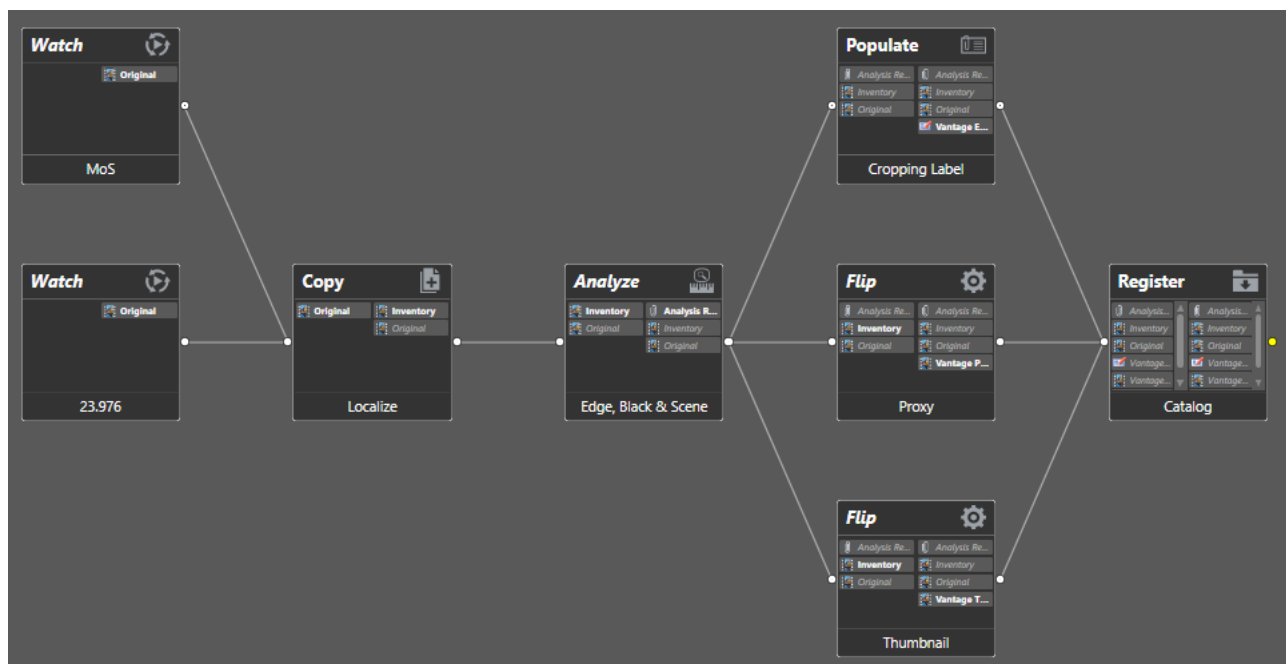 Watch
Original
MoS
Watch
Original
23.976
Copy
Original Inventory
Original
Localize
Analyze
Inventory Analysis R...
Original Inventory
Original
Edge, Black & Scene
Populate
Analysis Re... Analysis Re...
Inventory Inventory
Original Original
Vantage E...
Cropping Label
Flip
Analysis Re... Analysis Re...
Inventory Inventory
Original Original
Vantage P...
Proxy
Flip
Analysis Re... Analysis Re...
Inventory Inventory
Original Original
Vantage T...
Thumbnail
Register
Analysis... Analysis...
Inventory Inventory
Original Original
Vantage... Vantage...
Vantage... Vantage...
Catalog